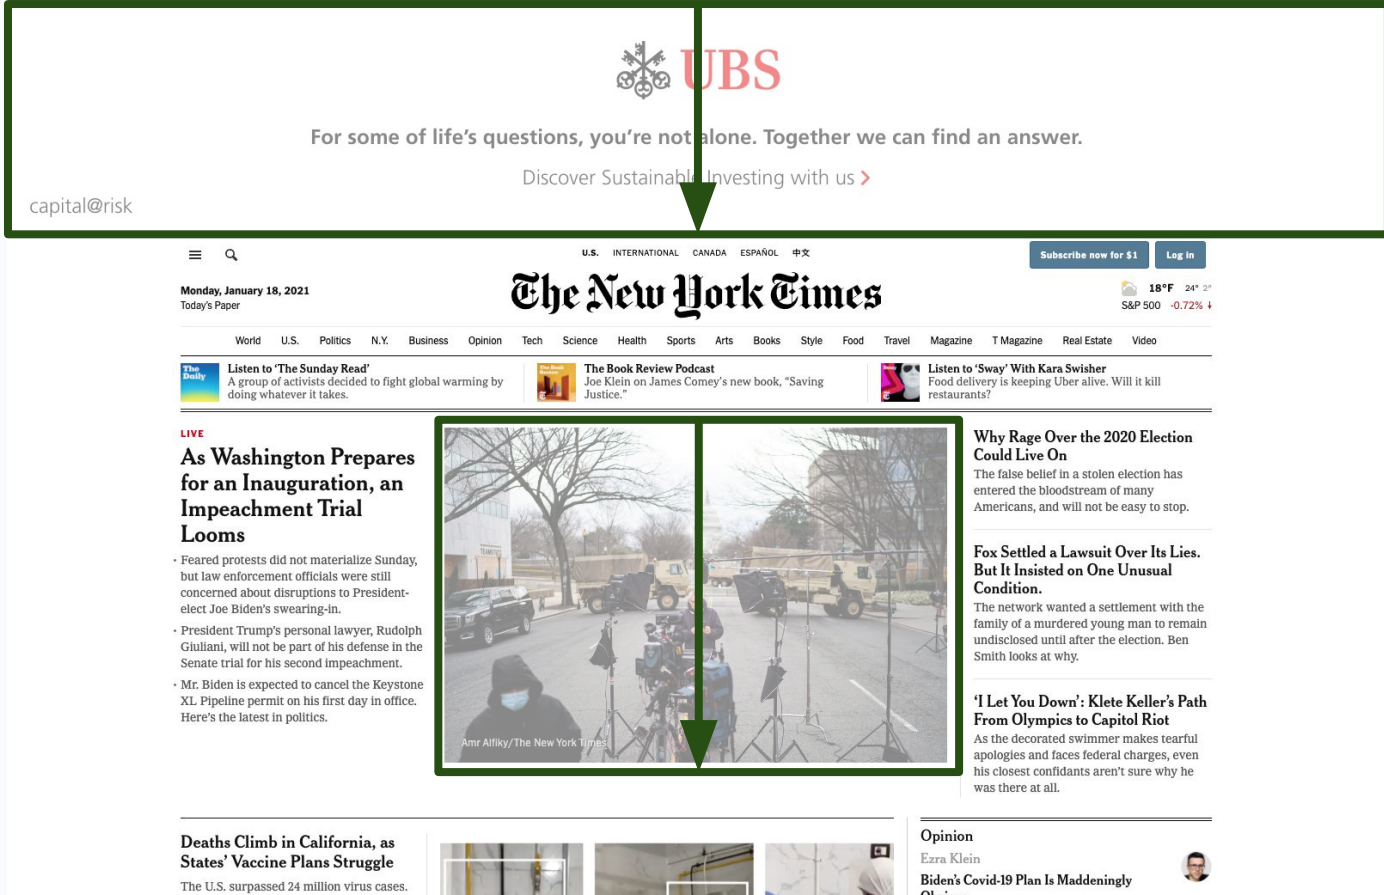 UBS
For some of life's questions, you're not alone. Together we can find an answer.
Discover Sustainable Investing with us
capital@risk
U.S. INTERNATIONAL CANADA ESPAÑOL 中文
Subscribe now for $1
Log in
Monday, January 18, 2021
Today's Paper
The New York Times
18°F 24° 2°
S&P 500 -0.72%
World U.S. Politics N.Y. Business Opinion Tech Science Health Sports Arts Books Style Food Travel Magazine T Magazine Real Estate Video
The Daily
Listen to 'The Sunday Read'
A group of activists decided to fight global warming by
doing whatever it takes.
The Book Review Podcast
Joe Klein on James Comey's new book, "Saving
Justice."
Listen to 'Sway' With Kara Swisher
Food delivery is keeping Uber alive. Will it kill
restaurants?
LIVE
As Washington Prepares
for an Inauguration, an
Impeachment Trial
Looms
· Feared protests did not materialize Sunday,
but law enforcement officials were still
concerned about disruptions to President-
elect Joe Biden's swearing-in.
· President Trump's personal lawyer, Rudolph
Giuliani, will not be part of his defense in the
Senate trial for his second impeachment.
· Mr. Biden is expected to cancel the Keystone
XL Pipeline permit on his first day in office.
Here's the latest in politics.
Amr Alfiky/The New York Times
Why Rage Over the 2020 Election
Could Live On
The false belief in a stolen election has
entered the bloodstream of many
Americans, and will not be easy to stop.
Fox Settled a Lawsuit Over Its Lies.
But It Insisted on One Unusual
Condition.
The network wanted a settlement with the
family of a murdered young man to remain
undisclosed until after the election. Ben
Smith looks at why.
'I Let You Down': Klete Keller's Path
From Olympics to Capitol Riot
As the decorated swimmer makes tearful
apologies and faces federal charges, even
his closest confidants aren't sure why he
was there at all.
Deaths Climb in California, as
States' Vaccine Plans Struggle
The U.S. surpassed 24 million virus cases.
Opinion
Ezra Klein
Biden's Covid-19 Plan Is Maddeningly